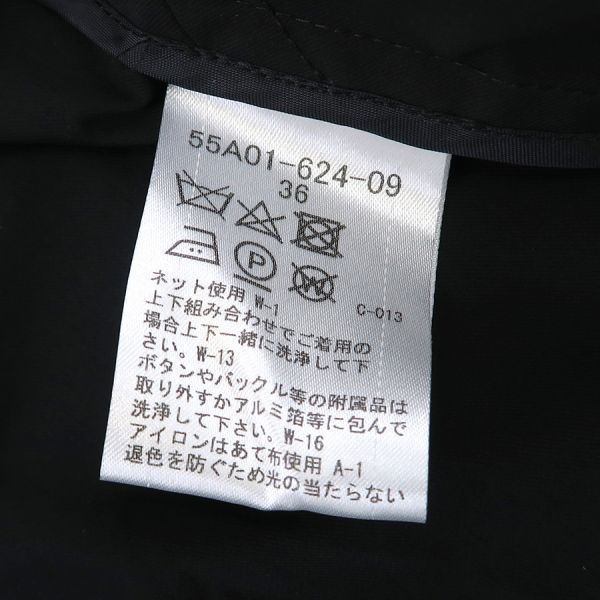 55A01-624-09
36
P W
ネット使用 W-1 C-013
上下組み合わせでご着用の
場合上下一緒に洗浄して下
さい。W-13
ボタンやバックル等の附属品は
取り外すかアルミ箔等に包んで
洗浄して下さい。W-16
アイロンはあて布使用 A-1
退色を防ぐため光の当たらない